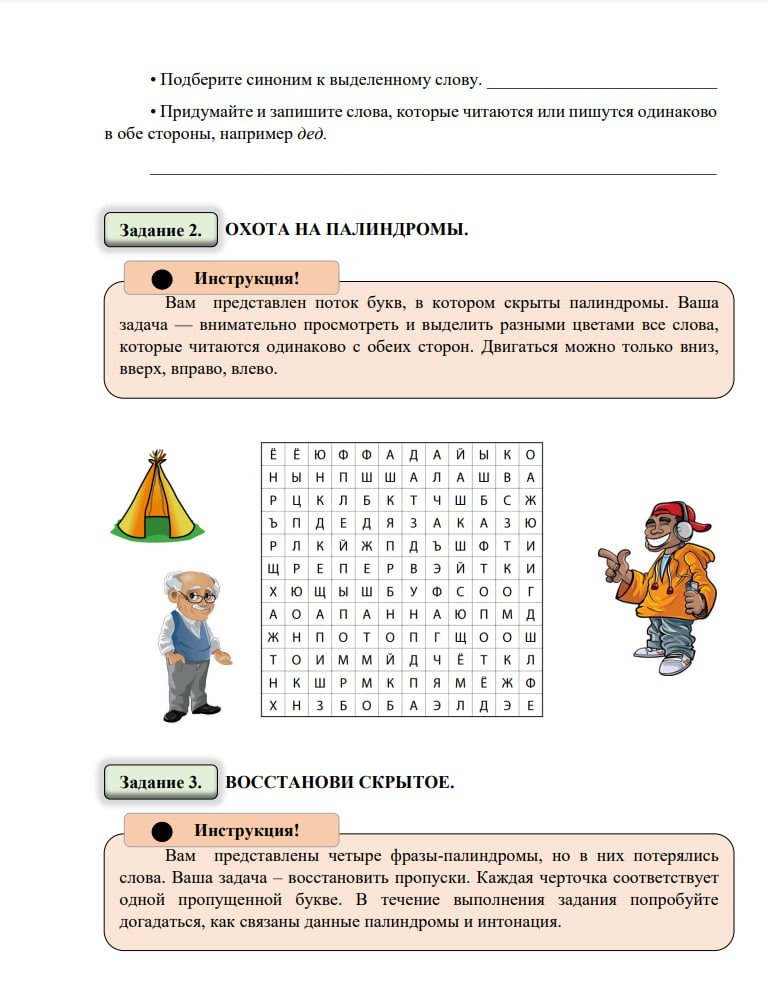 • Подберите синоним к выделенному слову. ___________________________
• Придумайте и запишите слова, которые читаются или пишутся одинаково
в обе стороны, например дед.
Задание 2. ОХОТА НА ПАЛИНДРОМЫ.
Инструкция!
Вам представлен поток букв, в котором скрыты палиндромы. Ваша
задача — внимательно просмотреть и выделить разными цветами все слова,
которые читаются одинаково с обеих сторон. Двигаться можно только вниз,
вверх, вправо, влево.
Ё Ё Ю Ф Ф А Д А Й Ы К О
Н Ы Н П Ш Ш А Л А Ш В А
Р Ц К Л Б К Т Ч Ш Б С Ж
Ъ П Д Е Д Я З А К А З Ю
Р Л К Й Ж П Д Ъ Ш Ф Т И
Щ Р Е П Е Р В Э Й Т К И
Х Ю Щ Ы Ш Б У Ф С О О Г
А О А П А Н Н А Ю П М Д
Ж Н П О Т О П Г Щ О О Ш
Т О И М М Й Д Ч Ё Т К Л
Н К Ш Р М К П Я М Ё Ж Ф
Х Н З Б О Б А Э Л Д Э Е
Задание 3. ВОССТАНОВИ СКРЫТОЕ.
Инструкция!
Вам представлены четыре фразы-палиндромы, но в них потерялись
слова. Ваша задача – восстановить пропуски. Каждая черточка соответствует
одной пропущенной букве. В течение выполнения задания попробуйте
догадаться, как связаны данные палиндромы и интонация.